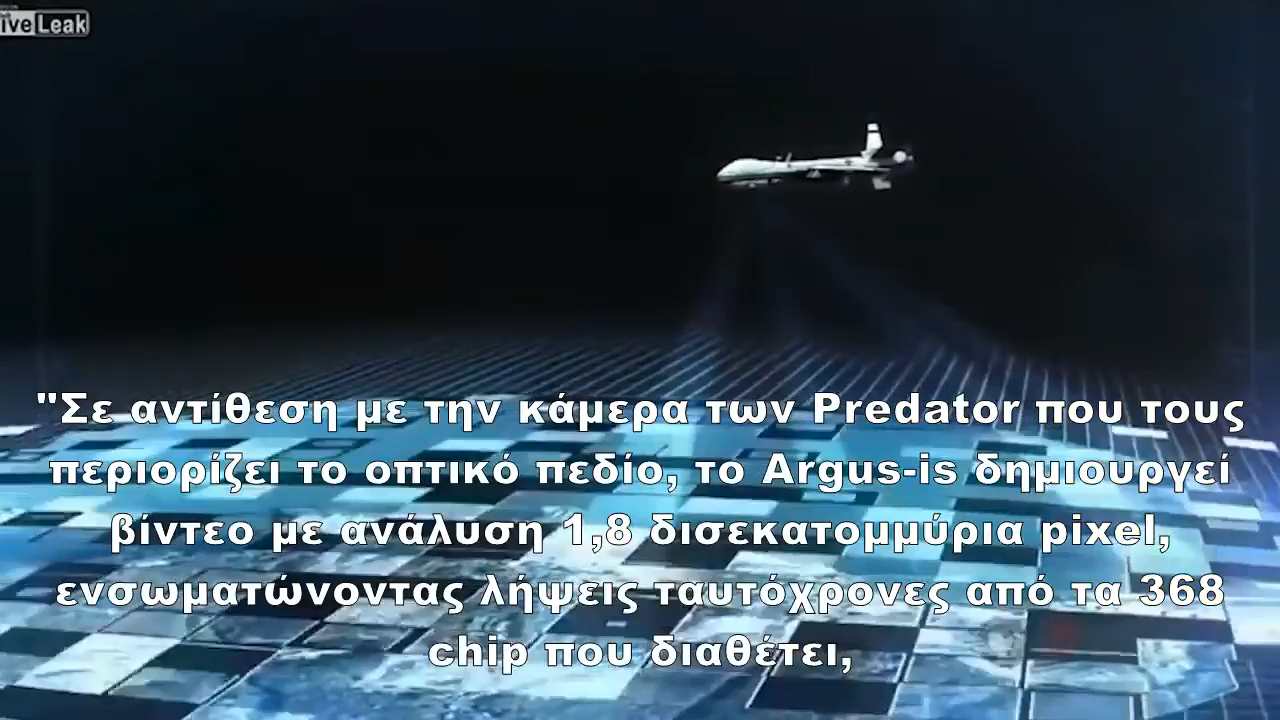 iveLeak
"Σε αντίθεση με την κάμερα των Predator που τους
περιορίζει το οπτικό πεδίο, το Argus-is δημιουργεί
βίντεο με ανάλυση 1,8 δισεκατομμύρια pixel,
ενσωματώνοντας λήψεις ταυτόχρονες από τα 368
chip που διαθέτει,